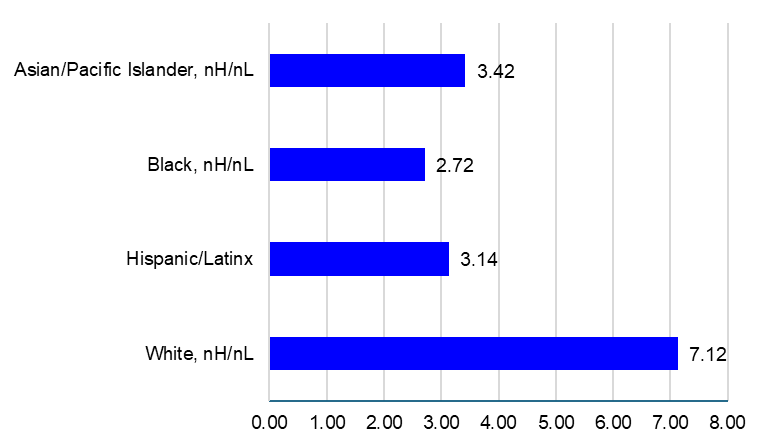 Asian/Pacific Islander, nH/nL 3.42
Black, nH/nL 2.72
Hispanic/Latinx 3.14
White, nH/nL 7.12
0.00 1.00 2.00 3.00 4.00 5.00 6.00 7.00 8.00